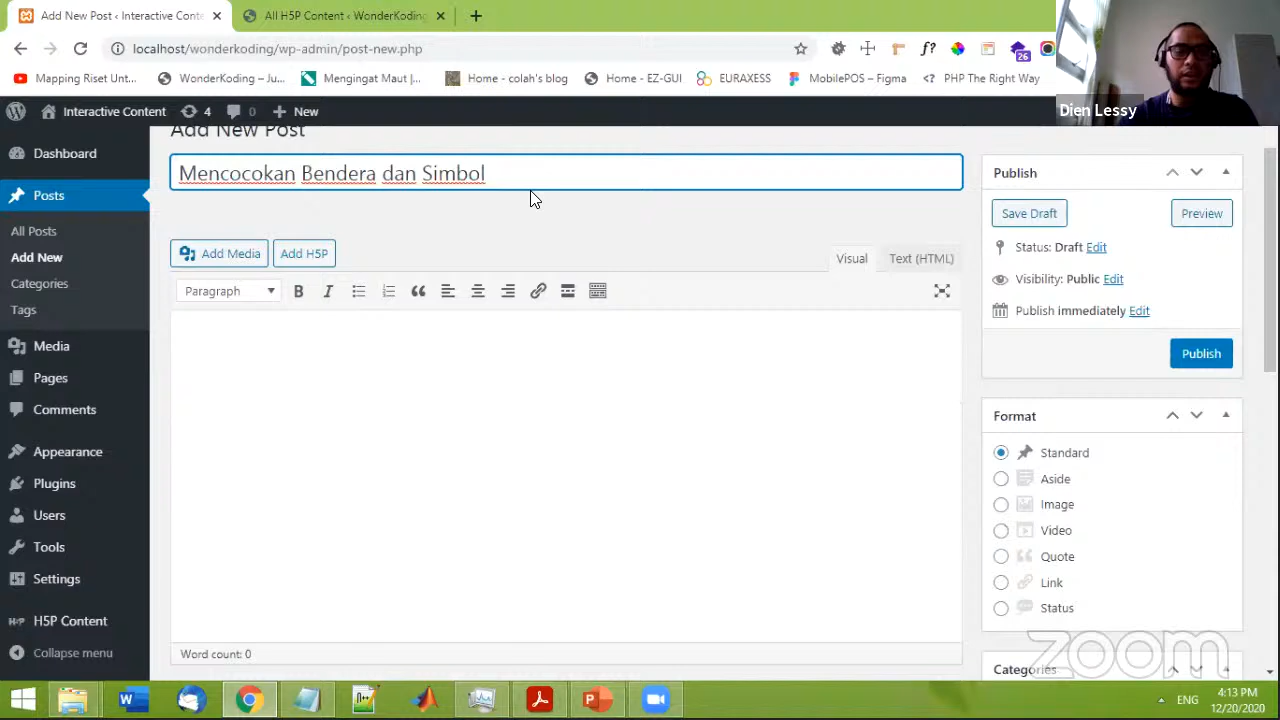 Add New Post ‹ Interactive Conte
All H5P Content ‹ WonderKoding
localhost/wonderkoding/wp-admin/post-new.php
f?
26
Mapping Riset Unt...
WonderKoding – Ju...
Mengingat Maut |...
Home - colah's blog
Home - EZ-GUI
EURAXESS
MobilePOS – Figma
PHP The Right Way
Dien Lessy
Interactive Content
4
0
New
Dashboard
Posts
All Posts
Add New
Categories
Tags
Media
Pages
Comments
Appearance
Plugins
Users
Tools
Settings
H5P
H5P Content
Collapse menu
Add New Post
Mencocokan Bendera dan Simbol
Add Media
Add H5P
Visual
Text (HTML)
Paragraph
B
I
Word count: 0
Publish
Save Draft
Preview
Status: Draft Edit
Visibility: Public Edit
Publish immediately Edit
Publish
Format
Standard
Aside
Image
Video
Quote
Link
Status
Categories
zoom
ENG
4:13 PM
12/20/2020